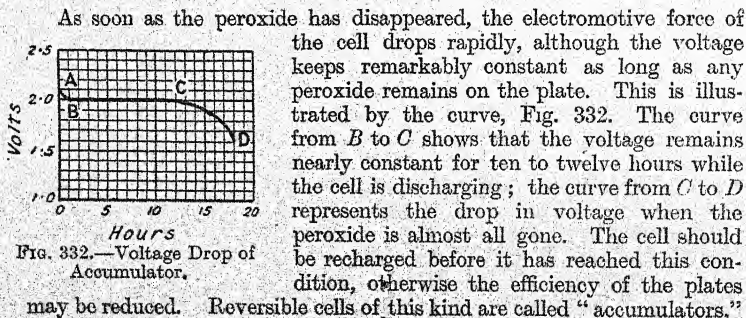 As soon as the peroxide has disappeared, the electromotive force of
the cell drops rapidly, although the voltage
keeps remarkably constant as long as any
peroxide remains on the plate. This is illus-
trated by the curve, Fig. 332. The curve
from B to C shows that the voltage remains
nearly constant for ten to twelve hours while
the cell is discharging; the curve from C to D
represents the drop in voltage when the
peroxide is almost all gone. The cell should
be recharged before it has reached this con-
dition, otherwise the efficiency of the plates
may be reduced. Reversible cells of this kind are called "accumulators."
2·5
A
C
2·0
B
Volts
D
1·5
1·0
0 5 10 15 20
Hours
FIG. 332.—Voltage Drop of
Accumulator.